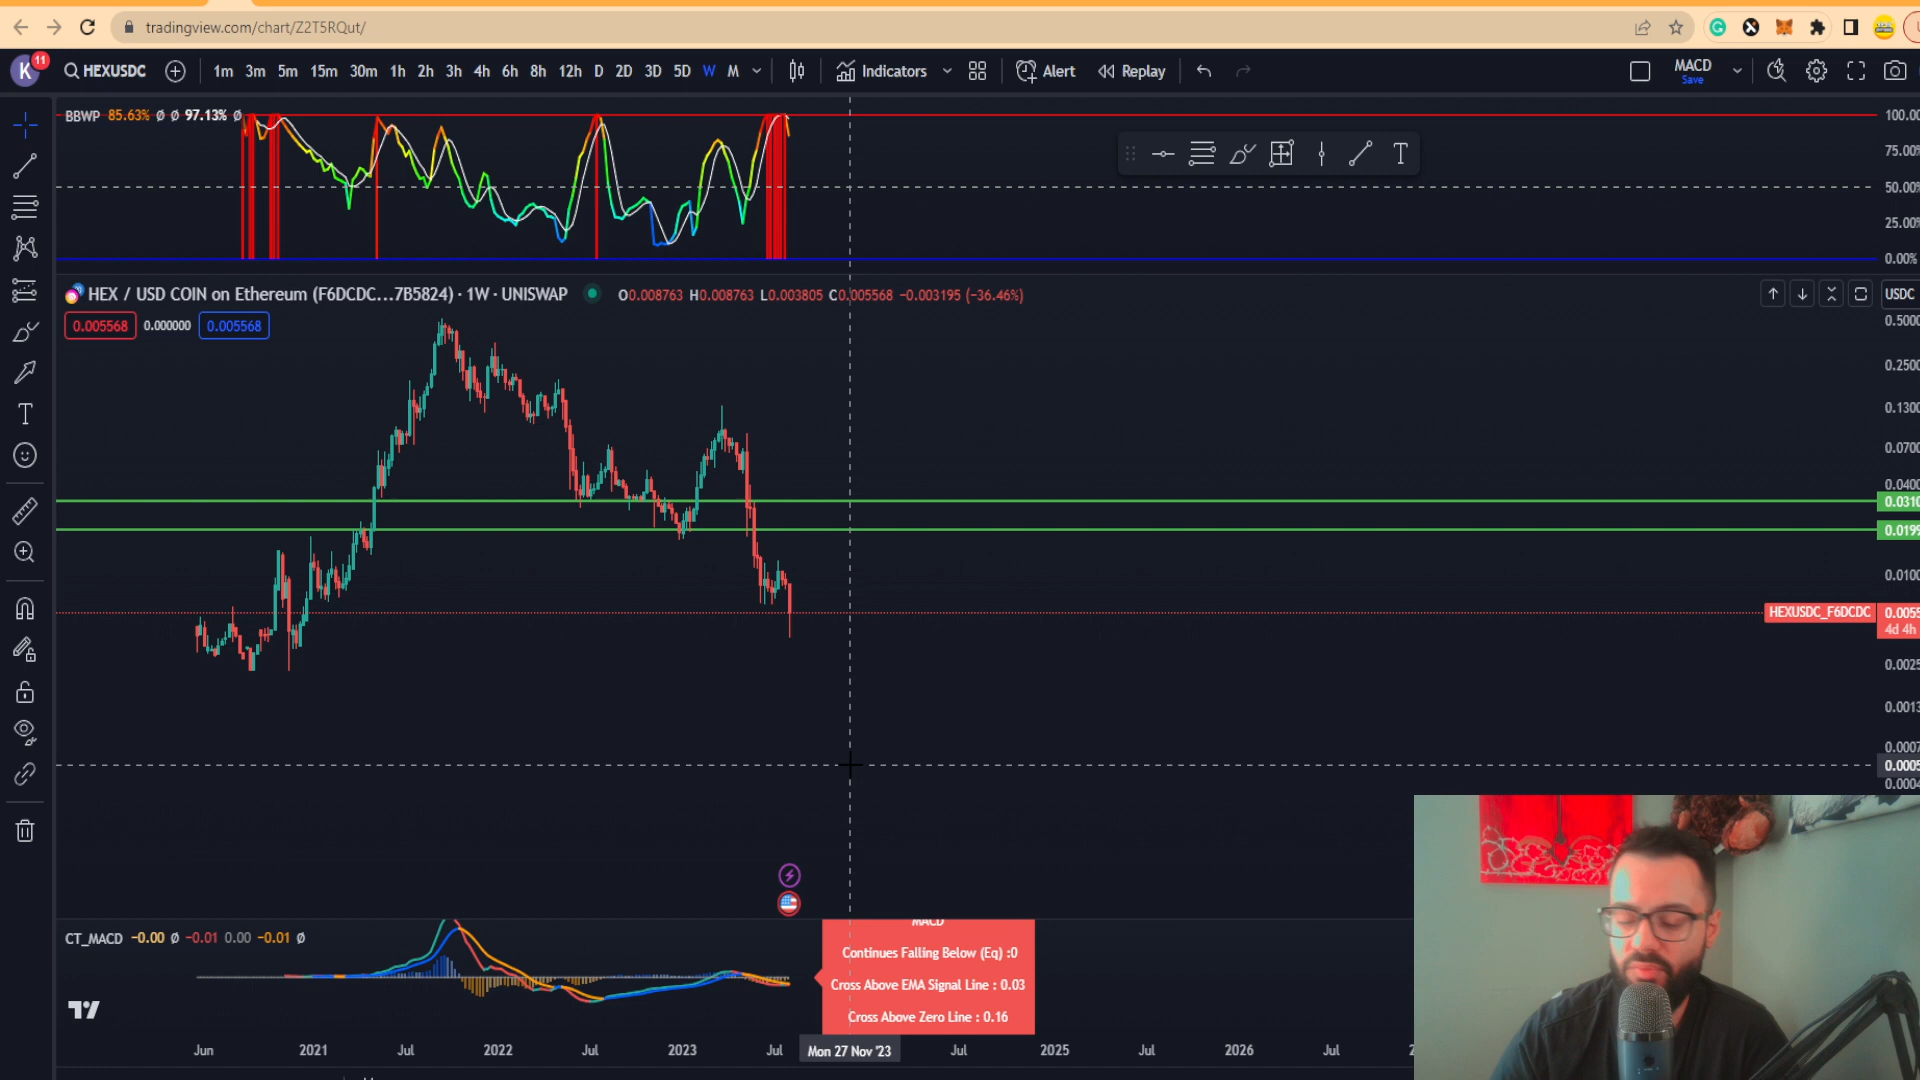 tradingview.com/chart/Z2T5RQut/
K 11 HEXUSDC 1m 3m 5m 15m 30m 1h 2h 3h 4h 6h 8h 12h D 2D 3D 5D W M Indicators Alert Replay MACD
Save
BBWP 85.63% Ø Ø 97.13% Ø
100.00
75.00%
50.00%
25.00%
0.00%
HEX / USD COIN on Ethereum (F6DCDC...7B5824) · 1W · UNISWAP O0.008763 H0.008763 L0.003805 C0.005568 −0.003195 (−36.46%)
USDC
0.005568 0.000000 0.005568
0.5000
0.2500
0.1300
0.0700
0.0400
0.0310
0.0199
0.0100
HEXUSDC_F6DCDC 0.0055
4d 4h
0.0025
0.0013
0.0007
0.0005
0.0004
CT_MACD −0.00 Ø −0.01 0.00 −0.01 Ø
MACD
Continues Falling Below (Eq) :0
Cross Above EMA Signal Line : 0.03
Cross Above Zero Line : 0.16
Jun 2021 Jul 2022 Jul 2023 Jul Mon 27 Nov '23 Jul 2025 Jul 2026 Jul 2